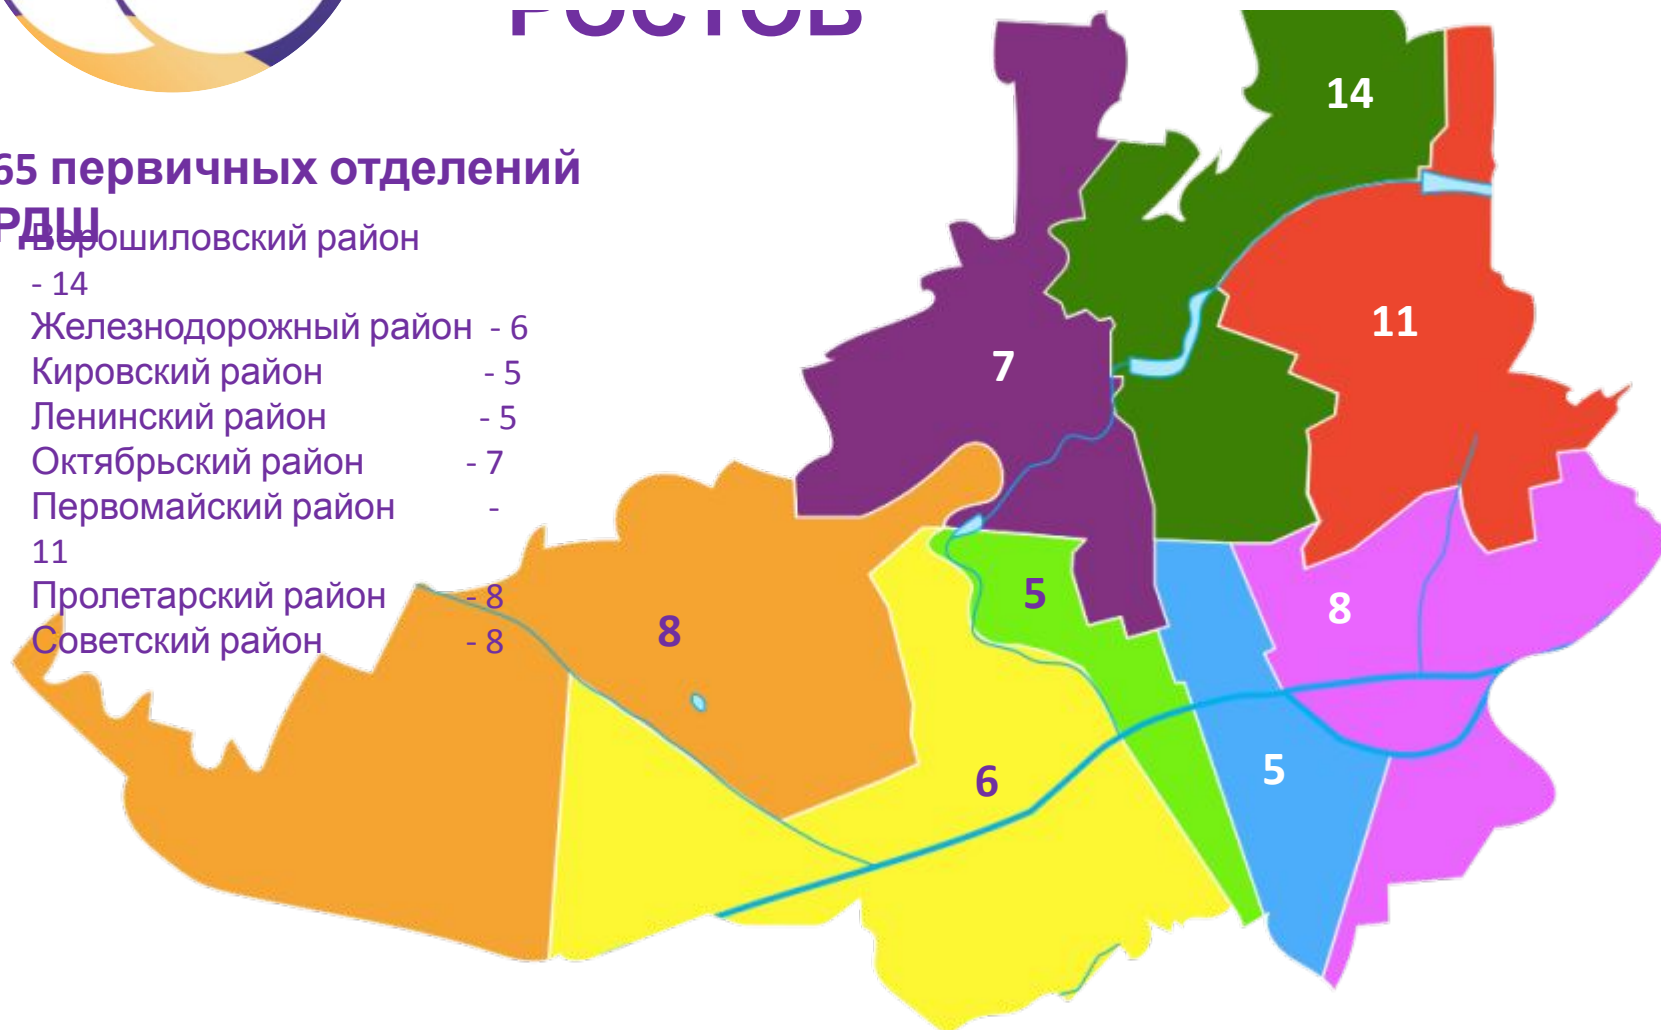 РОСТОВ
65 первичных отделений
РДШ
Ворошиловский район
- 14
Железнодорожный район - 6
Кировский район - 5
Ленинский район - 5
Октябрьский район - 7
Первомайский район -
11
Пролетарский район - 8
Советский район - 8
14
11
7
5
8
8
6
5